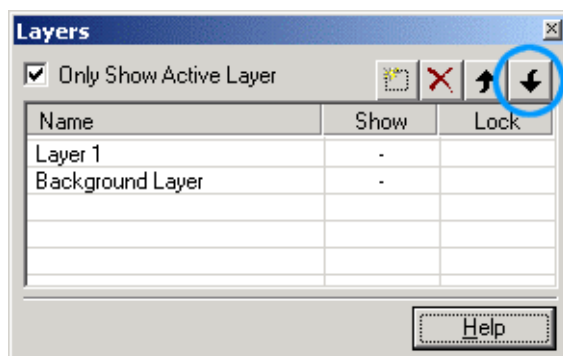 Layers
Only Show Active Layer
Name Show Lock
Layer 1 -
Background Layer -
Help